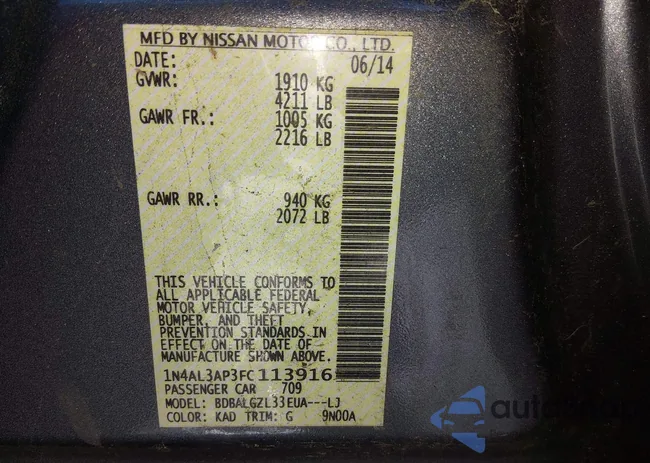 MFD BY NISSAN MOTOR CO., LTD.
DATE: 06/14
GVWR: 1910 KG
4211 LB
GAWR FR.: 1005 KG
2216 LB
GAWR RR.: 940 KG
2072 LB
THIS VEHICLE CONFORMS TO
ALL APPLICABLE FEDERAL
MOTOR VEHICLE SAFETY,
BUMPER, AND THEFT
PREVENTION STANDARDS IN
EFFECT ON THE DATE OF
MANUFACTURE SHOWN ABOVE.
1N4AL3AP3FC113916
PASSENGER CAR 709
MODEL: BDBALGZL33EUA---LJ
COLOR: KAD TRIM: G 9N00A